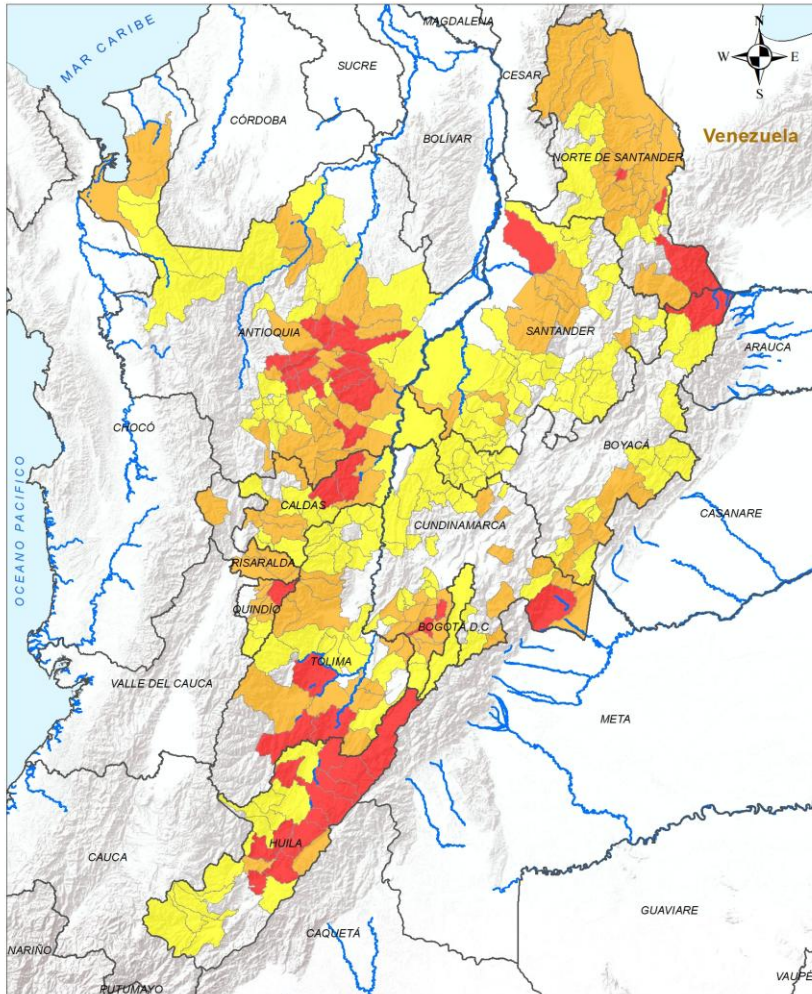 MAGDALENA
MAR CARIBE
SUCRE
CESAR
N
W E
S
CÓRDOBA
BOLÍVAR
Venezuela
NORTE DE SANTANDER
ANTIOQUIA
SANTANDER
ARAUCA
CHOCÓ
BOYACÁ
OCEANO PACIFICO
CALDAS
CUNDINAMARCA
CASANARE
RISARALDA
QUINDÍO
BOGOTÁ D.C
TOLIMA
VALLE DEL CAUCA
META
HUILA
CAUCA
GUAVIARE
CAQUETÁ
NARIÑO
PUTUMAYO
VAUPÉ